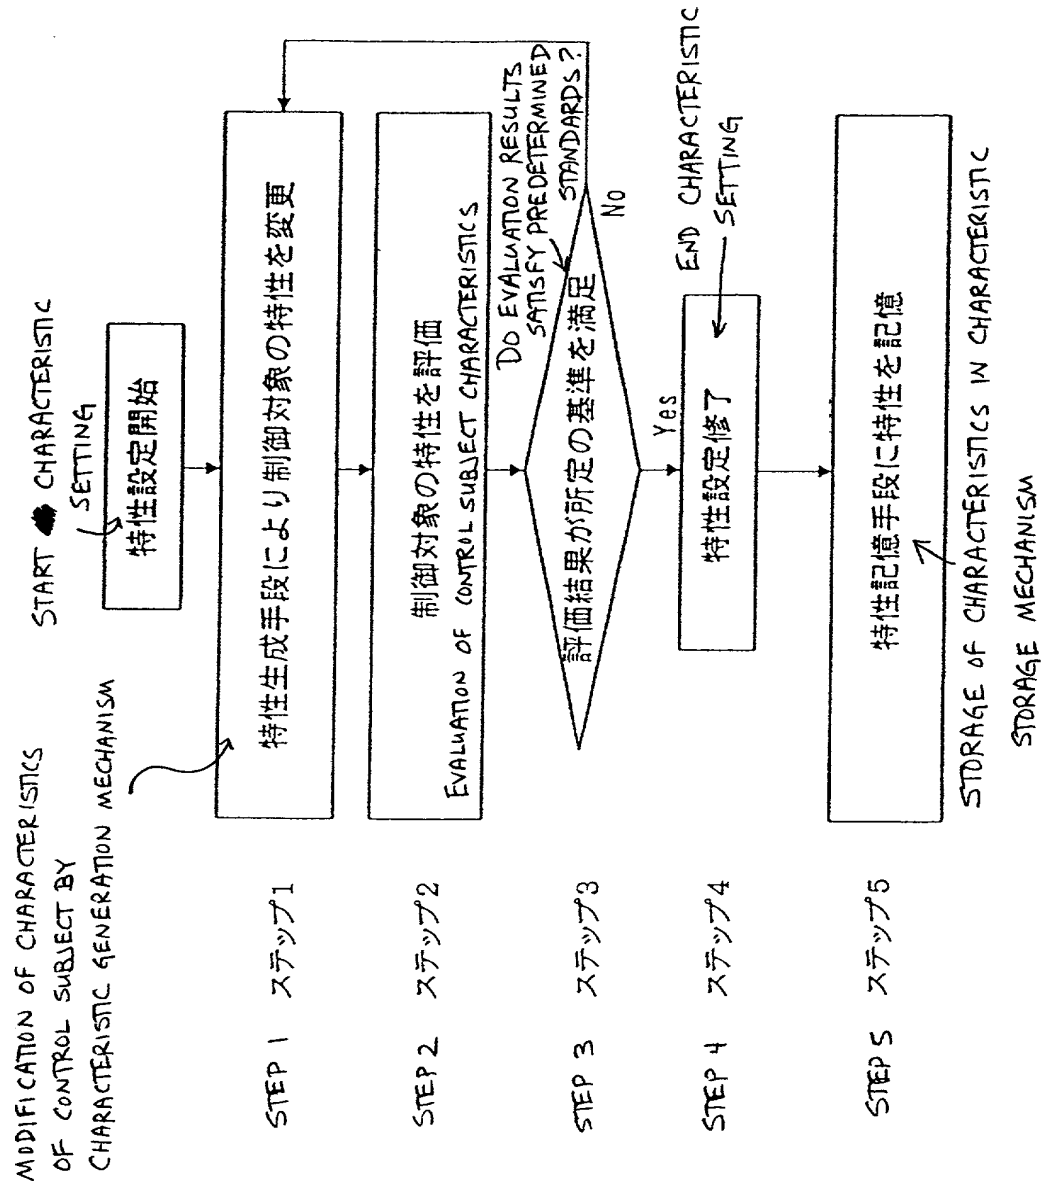 START CHARACTERISTIC
SETTING
特性設定開始
MODIFICATION OF CHARACTERISTICS
OF CONTROL SUBJECT BY
CHARACTERISTIC GENERATION MECHANISM
STEP 1 ステップ1
特性生成手段により制御対象の特性を変更
STEP 2 ステップ2
制御対象の特性を評価
EVALUATION OF CONTROL SUBJECT CHARACTERISTICS
DO EVALUATION RESULTS
SATISFY PREDETERMINED
STANDARDS?
STEP 3 ステップ3
評価結果が所定の基準を満足
No
Yes
END CHARACTERISTIC
SETTING
STEP 4 ステップ4
特性設定修了
STEP 5 ステップ5
特性記憶手段に特性を記憶
STORAGE OF CHARACTERISTICS IN CHARACTERISTIC
STORAGE MECHANISM